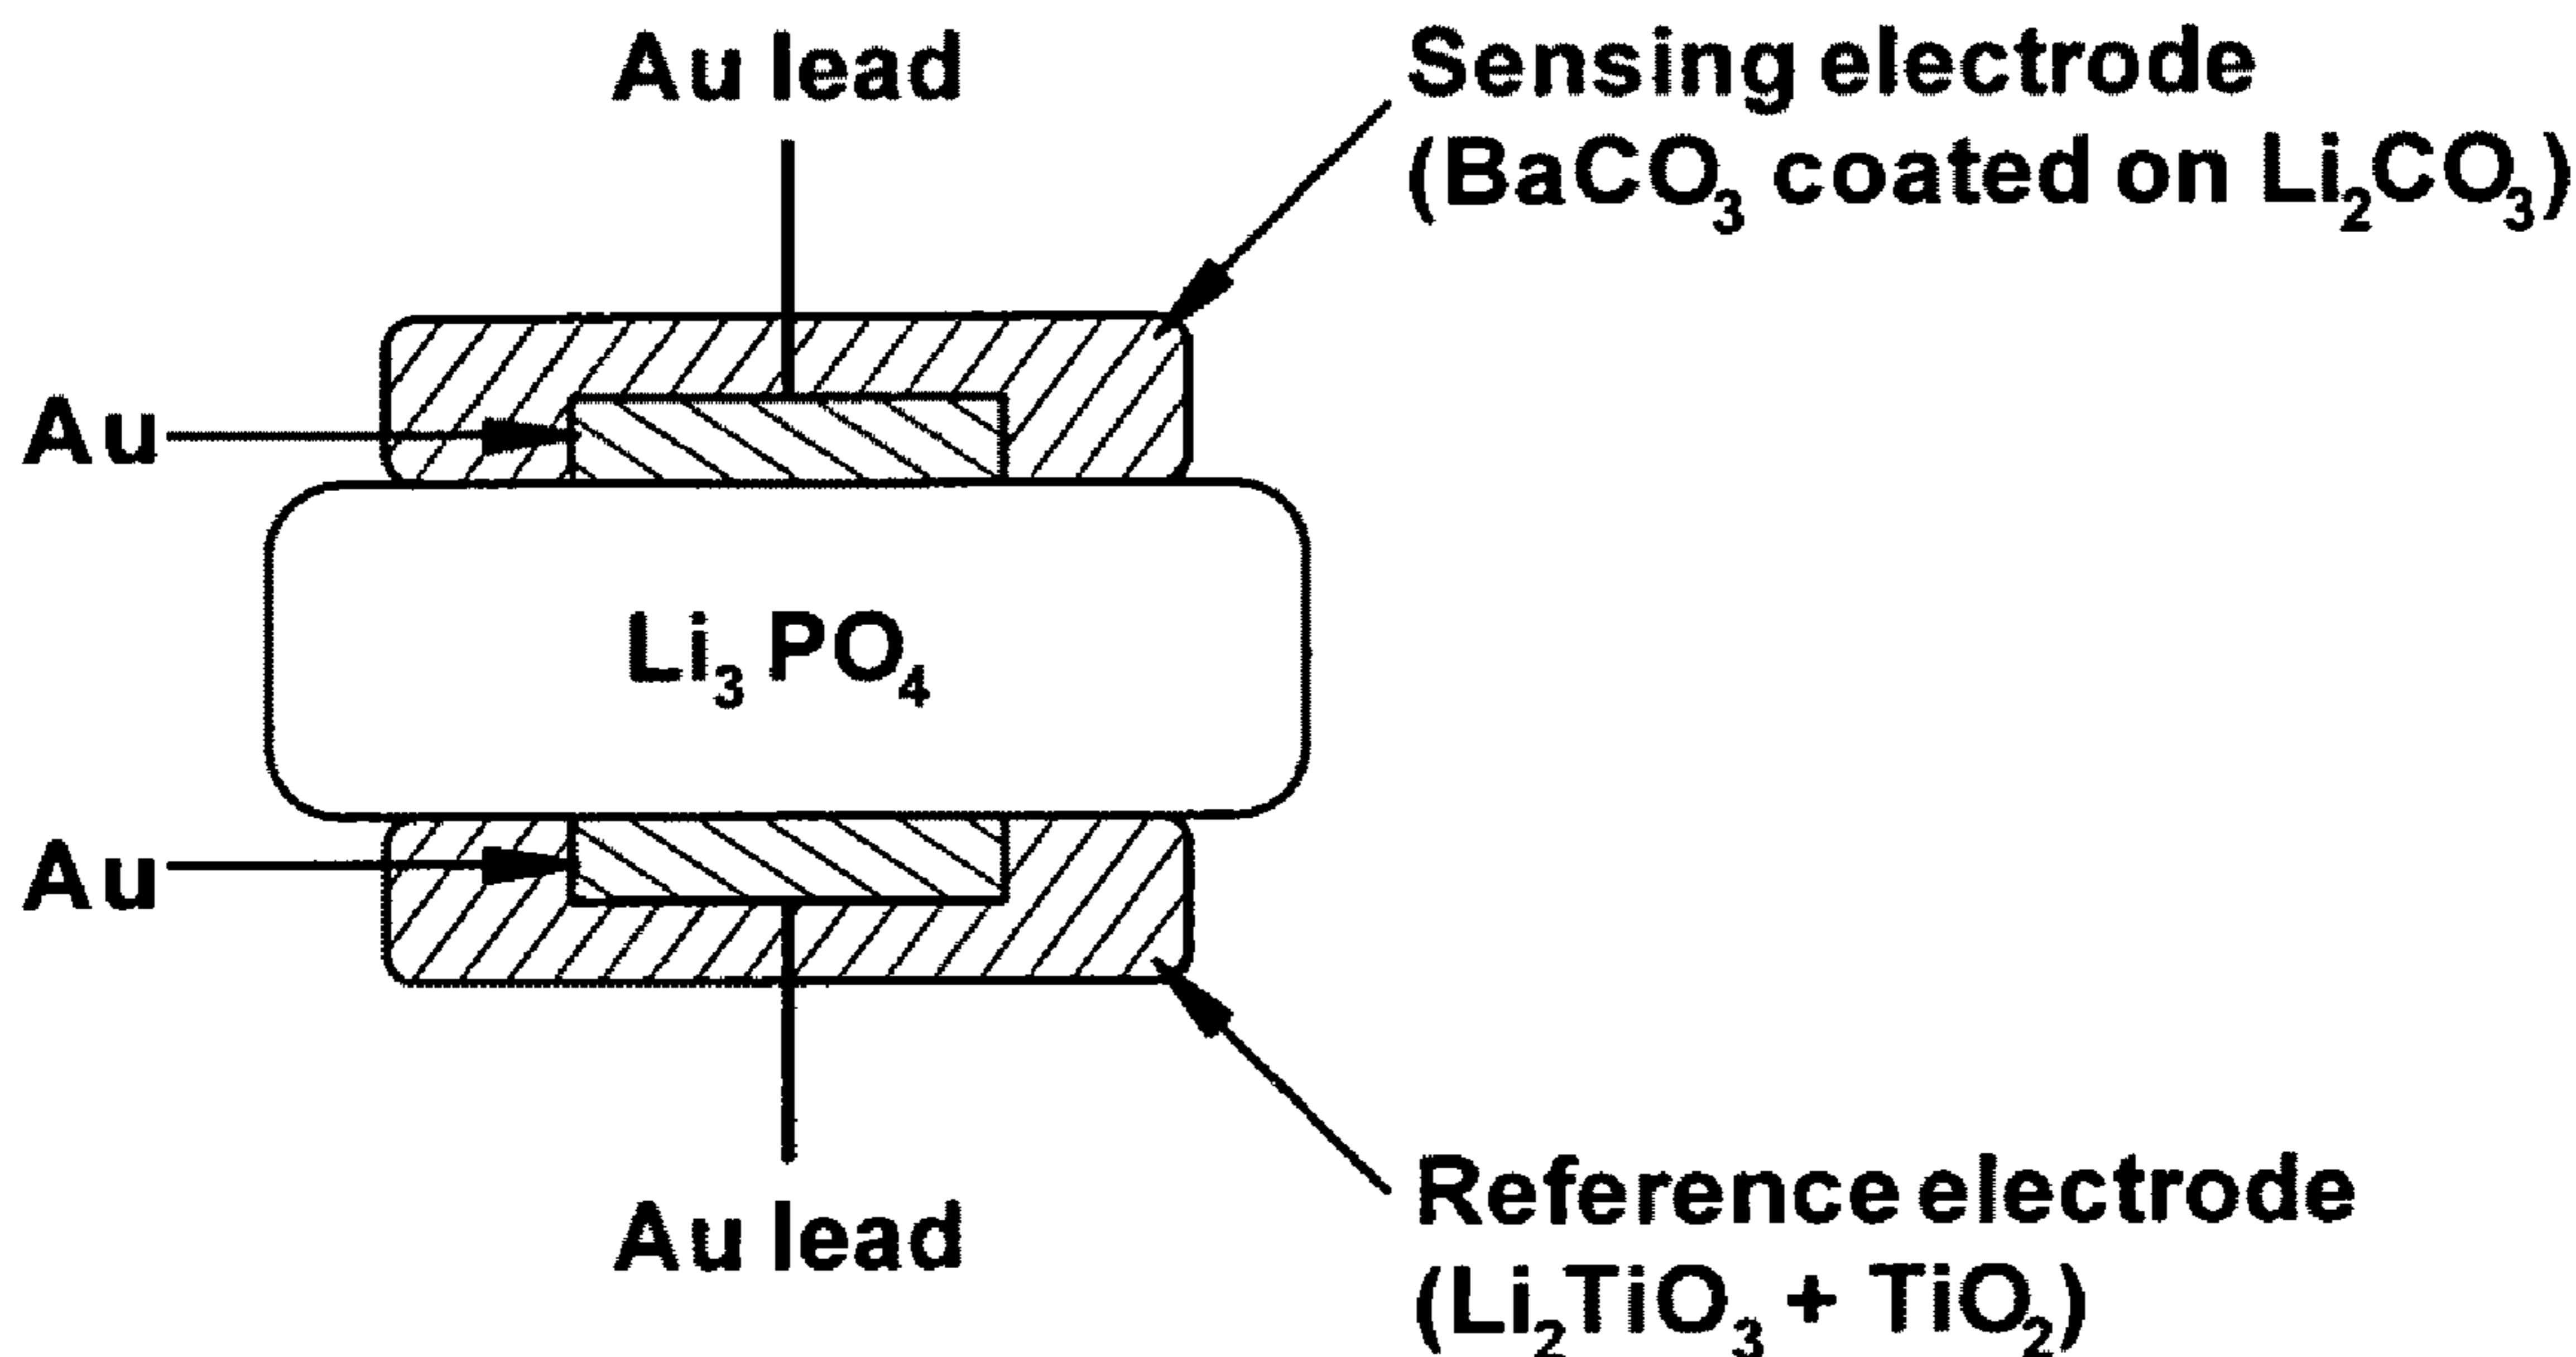 Au lead
Sensing electrode
(BaCO₃ coated on Li₂CO₃)
Au
Li₃ PO₄
Au
Au lead
Reference electrode
(Li₂TiO₃ + TiO₂)